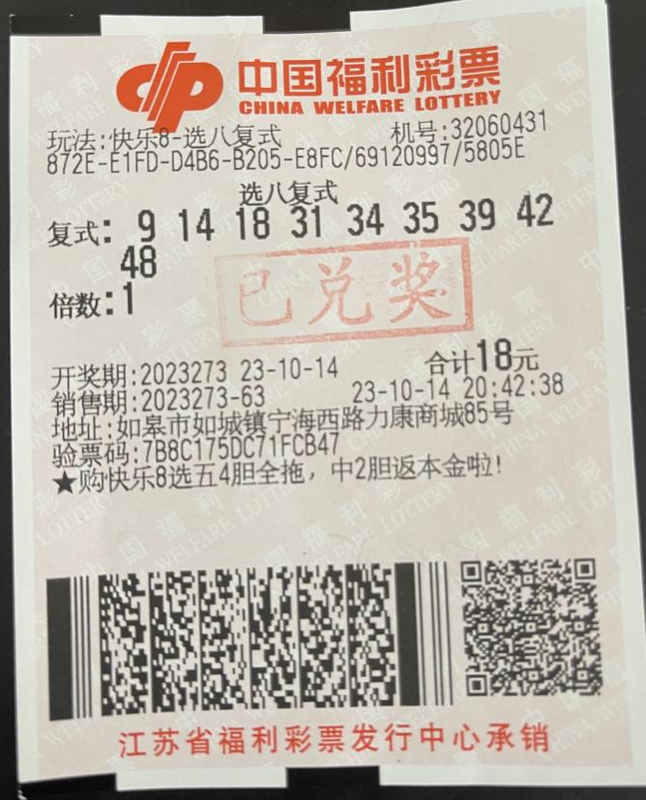 中国福利彩票
CHINA WELFARE LOTTERY
玩法:快乐8-选八复式 机号:32060431
872E-E1FD-D4B6-B205-E8FC/69120997/5805E
选八复式
复式: 9 14 18 31 34 35 39 42
48
已兑奖
倍数:1
合计18元
开奖期:2023273 23-10-14
销售期:2023273-63 23-10-14 20:42:38
地址:如皋市如城镇宁海西路力康商城85号
验票码:7B8C175DC71FCB47
★购快乐8选五4胆全拖，中2胆返本金啦!
江苏省福利彩票发行中心承销